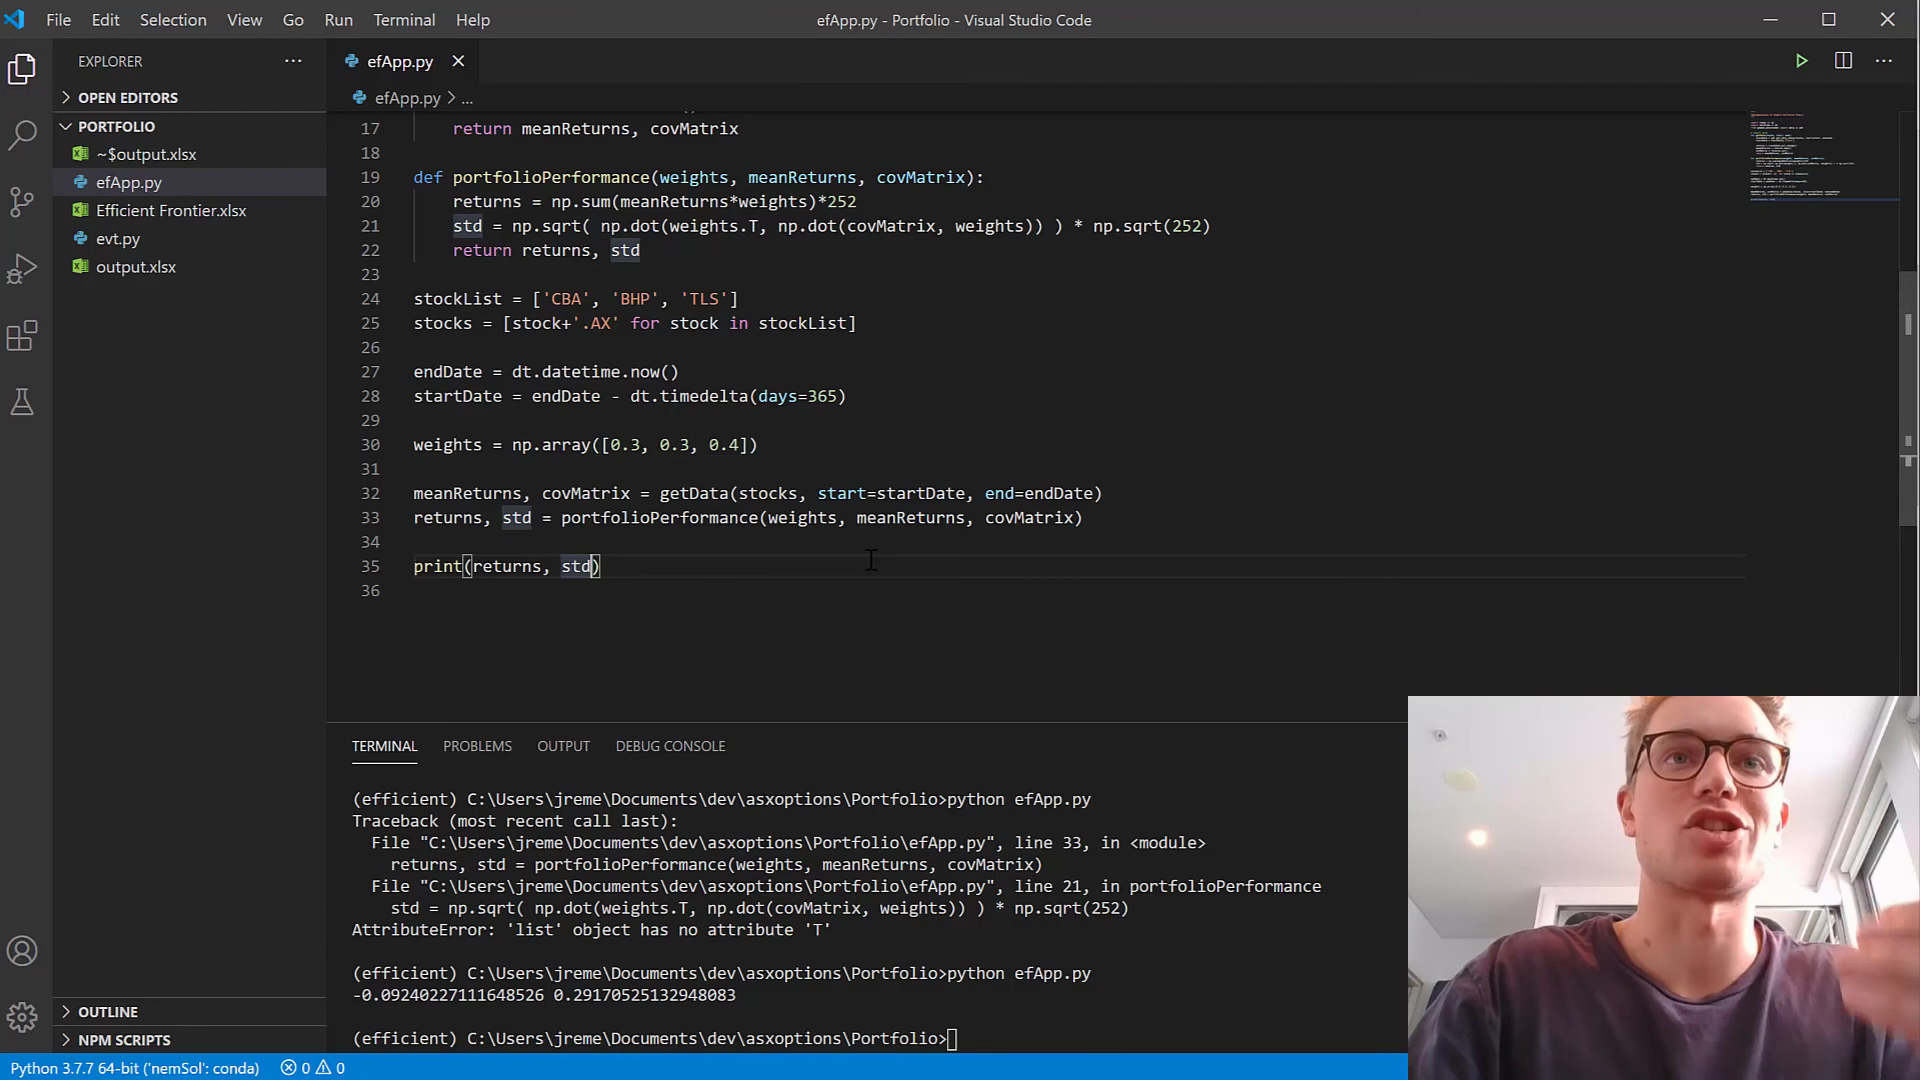 File Edit Selection View Go Run Terminal Help
efApp.py - Portfolio - Visual Studio Code
EXPLORER
efApp.py
OPEN EDITORS
efApp.py > ...
PORTFOLIO
~$output.xlsx
efApp.py
Efficient Frontier.xlsx
evt.py
output.xlsx
17 return meanReturns, covMatrix
18
19 def portfolioPerformance(weights, meanReturns, covMatrix):
20 returns = np.sum(meanReturns*weights)*252
21 std = np.sqrt( np.dot(weights.T, np.dot(covMatrix, weights)) ) * np.sqrt(252)
22 return returns, std
23
24 stockList = ['CBA', 'BHP', 'TLS']
25 stocks = [stock+'.AX' for stock in stockList]
26
27 endDate = dt.datetime.now()
28 startDate = endDate - dt.timedelta(days=365)
29
30 weights = np.array([0.3, 0.3, 0.4])
31
32 meanReturns, covMatrix = getData(stocks, start=startDate, end=endDate)
33 returns, std = portfolioPerformance(weights, meanReturns, covMatrix)
34
35 print(returns, std)
36
TERMINAL PROBLEMS OUTPUT DEBUG CONSOLE
(efficient) C:\Users\jreme\Documents\dev\asxoptions\Portfolio>python efApp.py
Traceback (most recent call last):
File "C:\Users\jreme\Documents\dev\asxoptions\Portfolio\efApp.py", line 33, in <module>
returns, std = portfolioPerformance(weights, meanReturns, covMatrix)
File "C:\Users\jreme\Documents\dev\asxoptions\Portfolio\efApp.py", line 21, in portfolioPerformance
std = np.sqrt( np.dot(weights.T, np.dot(covMatrix, weights)) ) * np.sqrt(252)
AttributeError: 'list' object has no attribute 'T'
(efficient) C:\Users\jreme\Documents\dev\asxoptions\Portfolio>python efApp.py
-0.09240227111648526 0.29170525132948083
(efficient) C:\Users\jreme\Documents\dev\asxoptions\Portfolio>
OUTLINE
NPM SCRIPTS
Python 3.7.7 64-bit ('nemSol': conda) 0 0